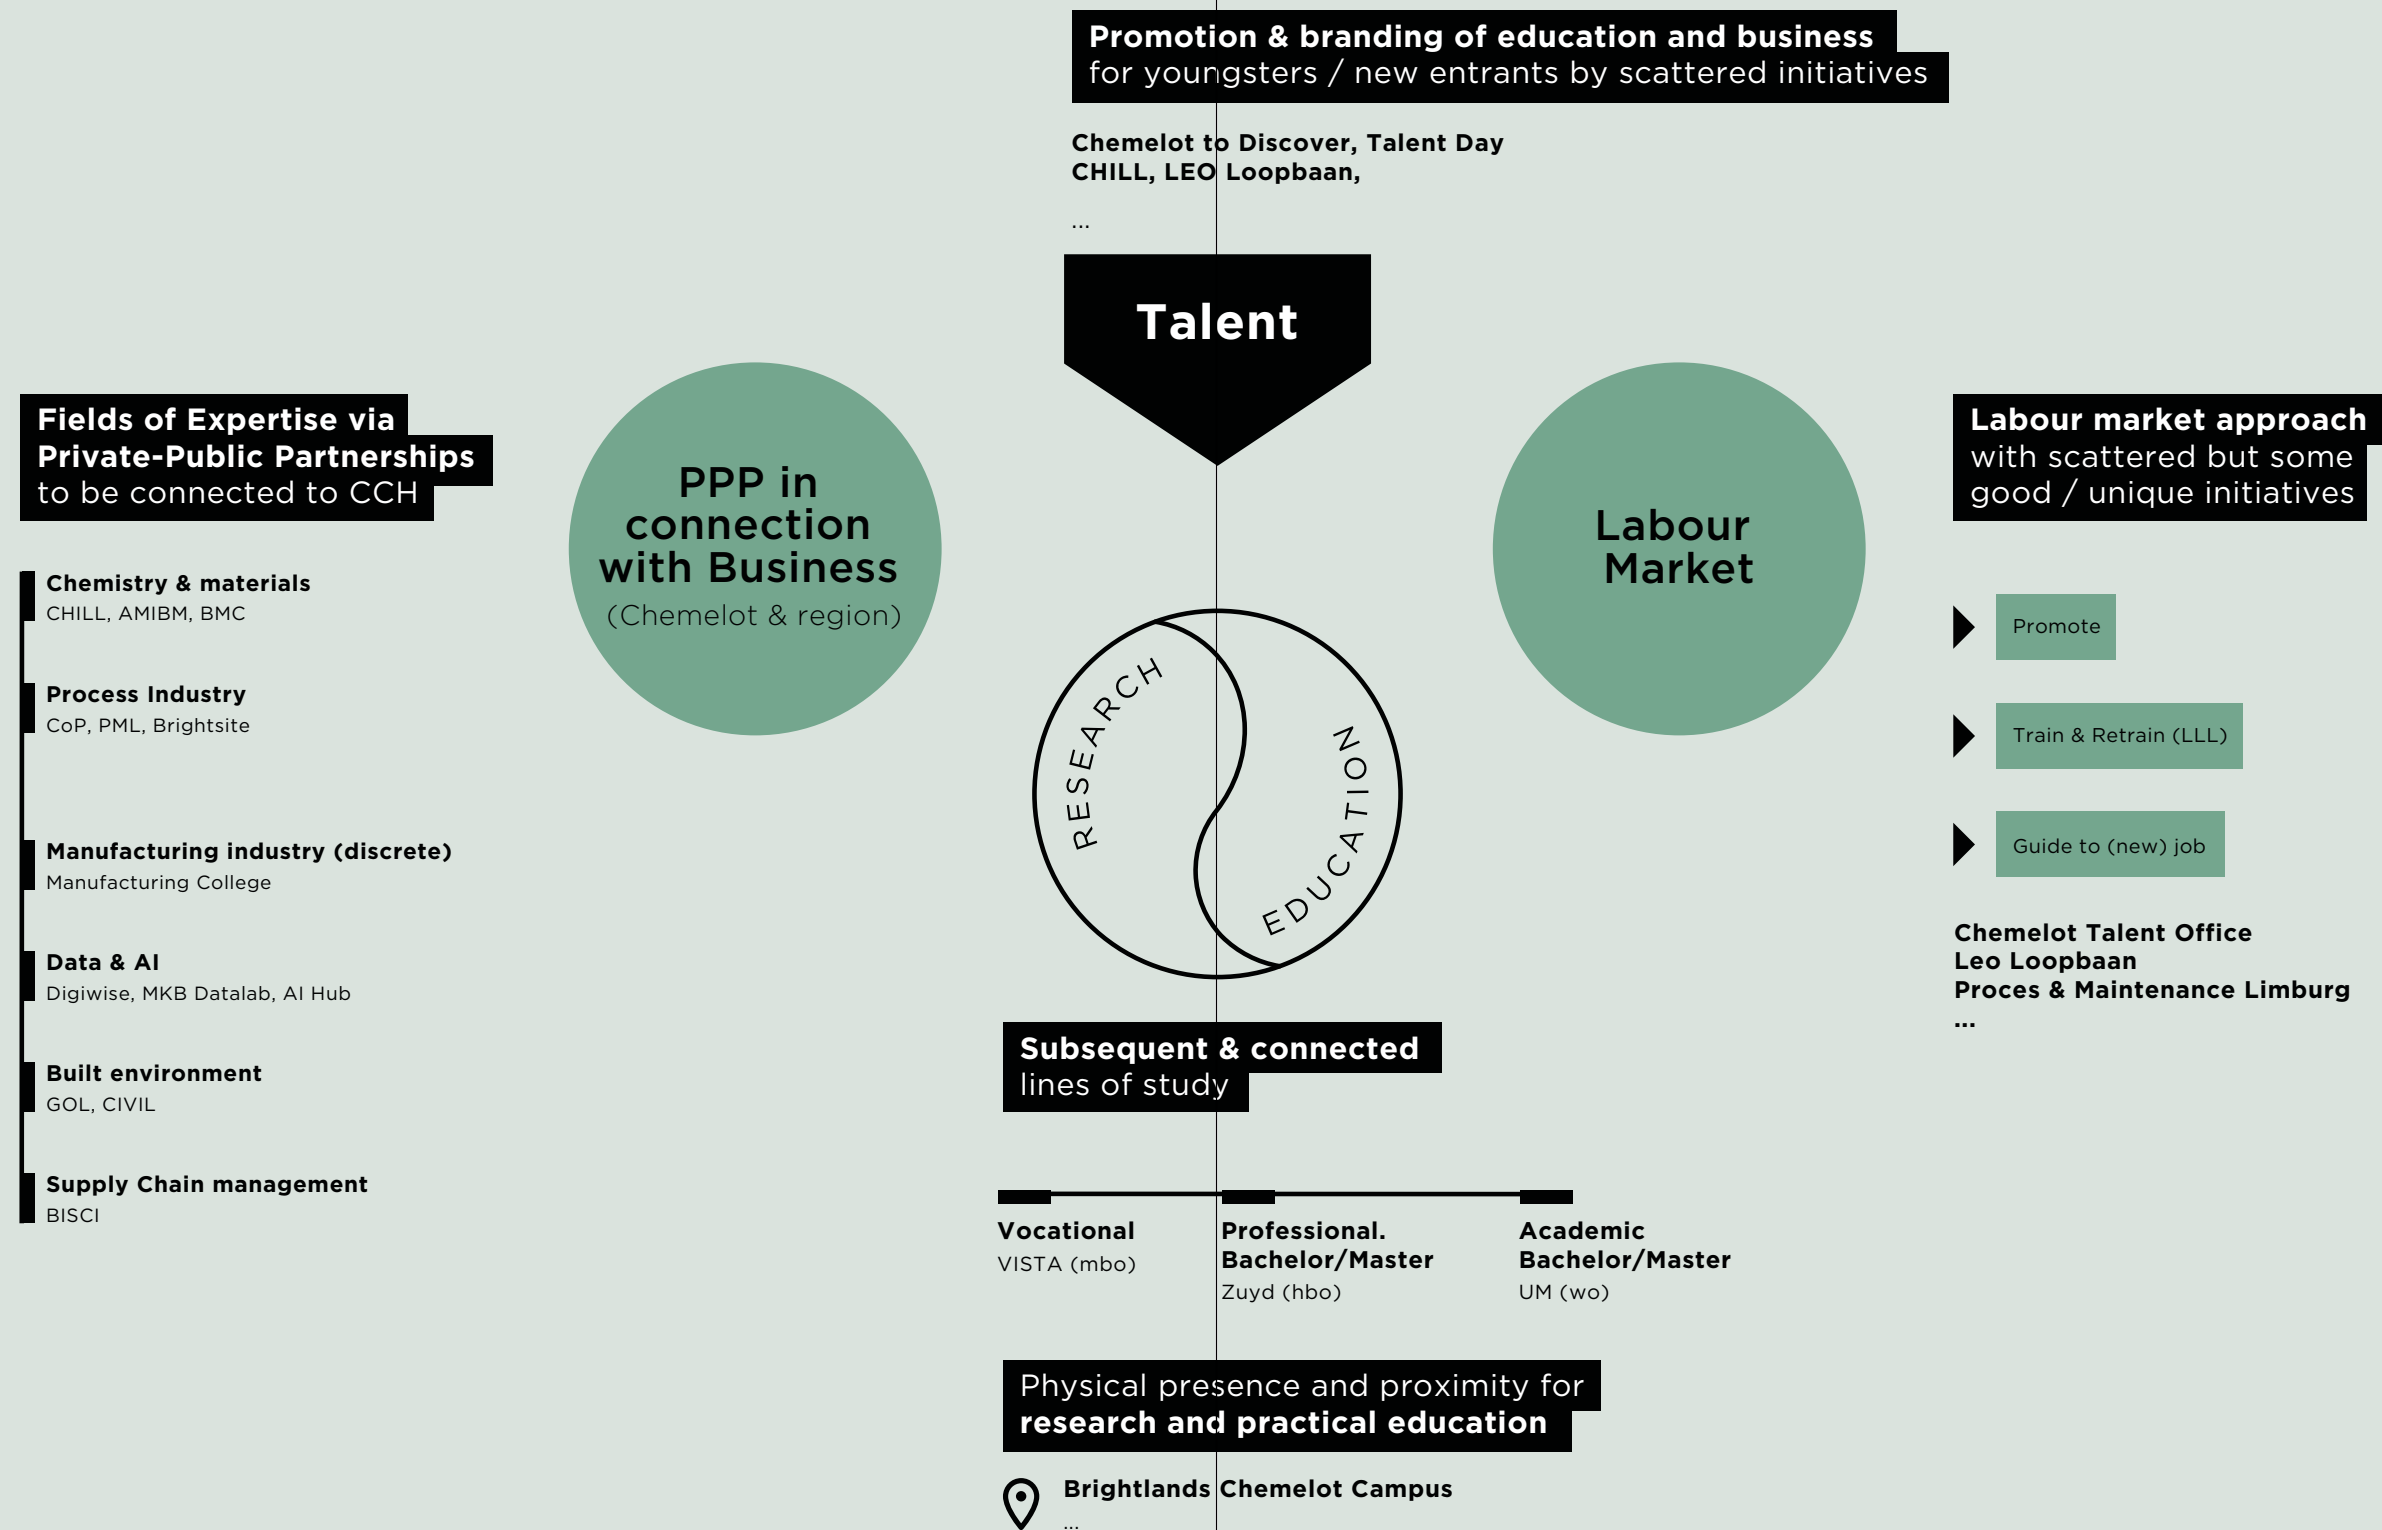 Promotion & branding of education and business
for youngsters / new entrants by scattered initiatives
Chemelot to Discover, Talent Day
CHILL, LEO Loopbaan,
...
Talent
Fields of Expertise via
Private-Public Partnerships
to be connected to CCH
Chemistry & materials
CHILL, AMIBM, BMC
Process Industry
CoP, PML, Brightsite
Manufacturing industry (discrete)
Manufacturing College
Data & AI
Digiwise, MKB Datalab, AI Hub
Built environment
GOL, CIVIL
Supply Chain management
BISCI
PPP in
connection
with Business
(Chemelot & region)
RESEARCH
EDUCATION
Labour
Market
Labour market approach
with scattered but some
good / unique initiatives
Promote
Train & Retrain (LLL)
Guide to (new) job
Chemelot Talent Office
Leo Loopbaan
Proces & Maintenance Limburg
...
Subsequent & connected
lines of study
Vocational
VISTA (mbo)
Professional.
Bachelor/Master
Zuyd (hbo)
Academic
Bachelor/Master
UM (wo)
Physical presence and proximity for
research and practical education
Brightlands Chemelot Campus
...